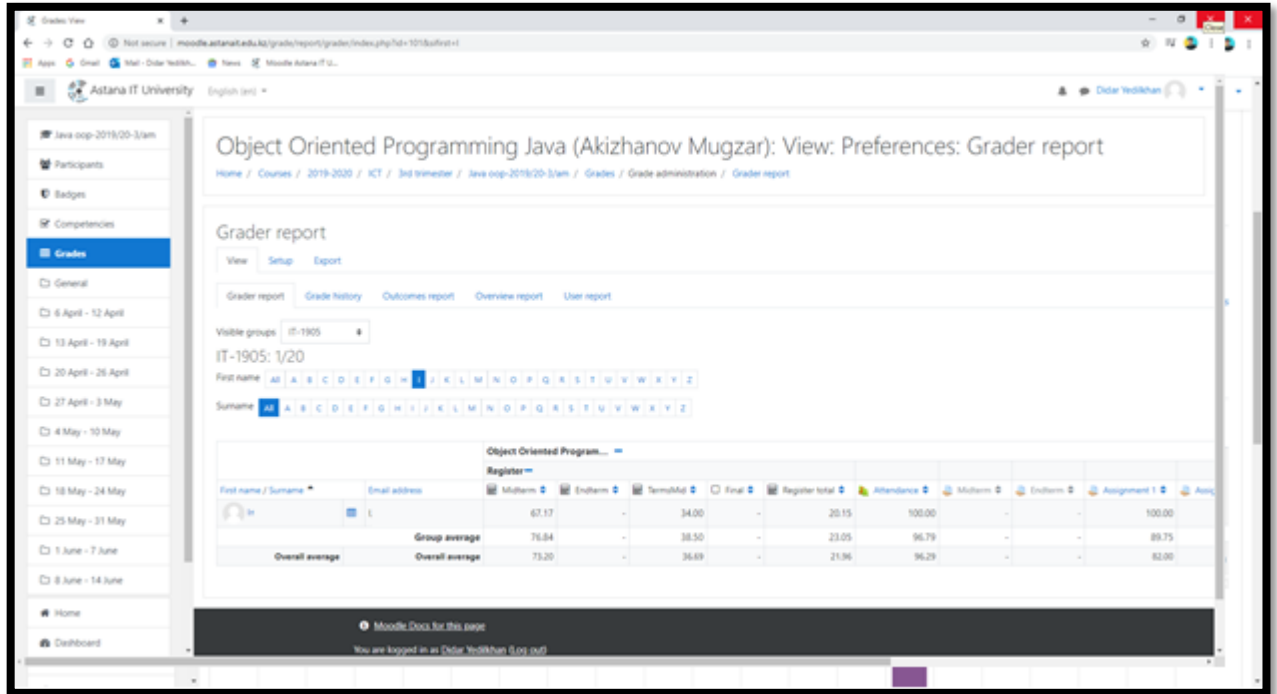 Grades: View
Close
Not secure | moodle.astanait.edu.kz/grade/report/grader/index.php?id=101&sifirst=I
Apps Gmail Mail - Didar Yedilkh... News Moodle Astana IT U...
Astana IT University English (en)
Didar Yedilkhan
Java oop-2019/20-3/am
Participants
Badges
Competencies
Grades
General
6 April - 12 April
13 April - 19 April
20 April - 26 April
27 April - 3 May
4 May - 10 May
11 May - 17 May
18 May - 24 May
25 May - 31 May
1 June - 7 June
8 June - 14 June
Home
Dashboard
Object Oriented Programming Java (Akizhanov Mugzar): View: Preferences: Grader report
Home / Courses / 2019-2020 / ICT / 3rd trimester / Java oop-2019/20-3/am / Grades / Grade administration / Grader report
Grader report
View Setup Export
Grader report Grade history Outcomes report Overview report User report
Visible groups IT-1905
IT-1905: 1/20
First name All A B C D E F G H I J K L M N O P Q R S T U V W X Y Z
Surname All A B C D E F G H I J K L M N O P Q R S T U V W X Y Z
Object Oriented Program...
Register
First name / Surname Email address Midterm Endterm TermsMid Final Register total Attendance Midterm Endterm Assignment 1 Assig
67.17 - 34.00 - 20.15 100.00 - - 100.00
Group average 76.84 - 38.50 - 23.05 96.79 - - 89.75
Overall average Overall average 73.20 - 36.69 - 21.96 96.29 - - 82.00
Moodle Docs for this page
You are logged in as Didar Yedilkhan (Log out)